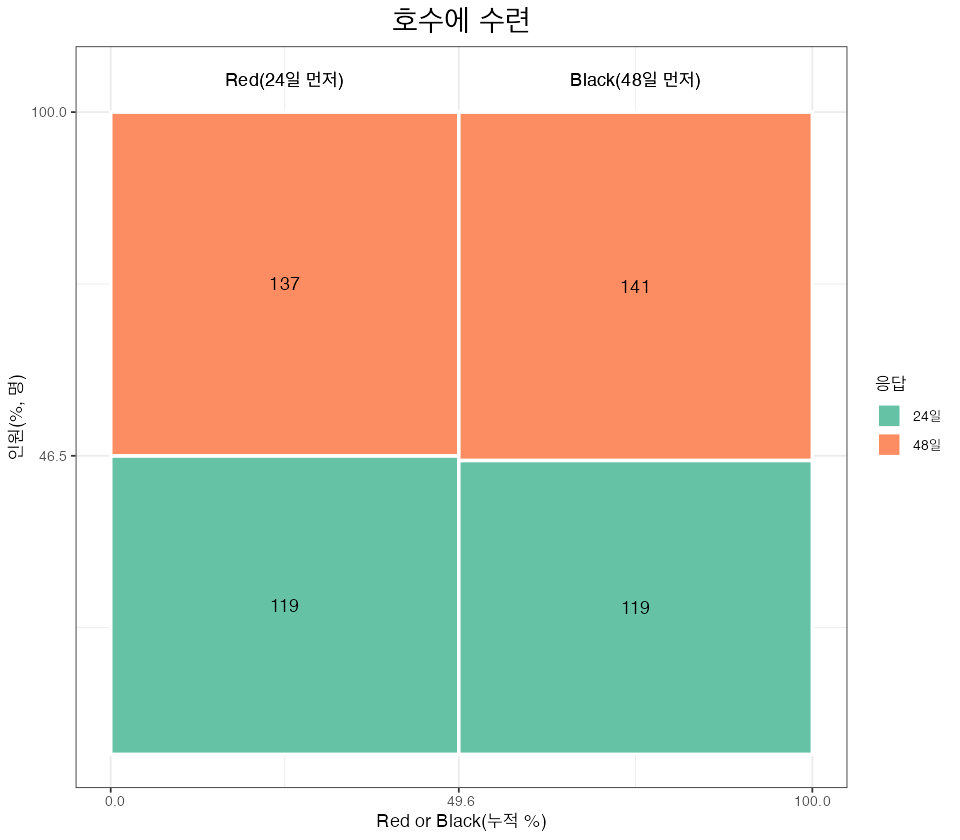 호수에 수련
Red(24일 먼저)
Black(48일 먼저)
100.0
137
141
인원(%, 명)
46.5
응답
24일
48일
119
119
0.0
49.6
100.0
Red or Black(누적 %)